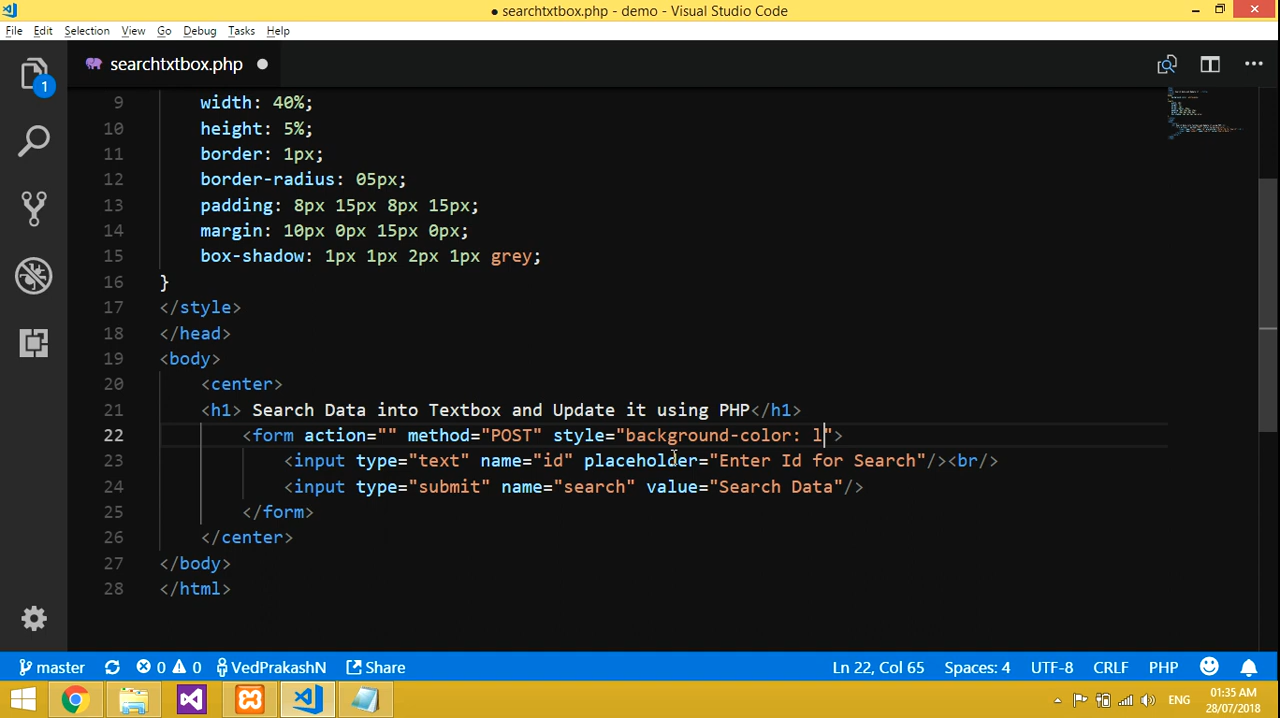 ● searchtxtbox.php - demo - Visual Studio Code
File Edit Selection View Go Debug Tasks Help
1
searchtxtbox.php ●
9 width: 40%;
10 height: 5%;
11 border: 1px;
12 border-radius: 05px;
13 padding: 8px 15px 8px 15px;
14 margin: 10px 0px 15px 0px;
15 box-shadow: 1px 1px 2px 1px grey;
16 }
17 </style>
18 </head>
19 <body>
20 <center>
21 <h1> Search Data into Textbox and Update it using PHP</h1>
22 <form action="" method="POST" style="background-color: l">
23 <input type="text" name="id" placeholder="Enter Id for Search"/><br/>
24 <input type="submit" name="search" value="Search Data"/>
25 </form>
26 </center>
27 </body>
28 </html>
master 0 0 VedPrakashN Share Ln 22, Col 65 Spaces: 4 UTF-8 CRLF PHP
ENG 01:35 AM
28/07/2018